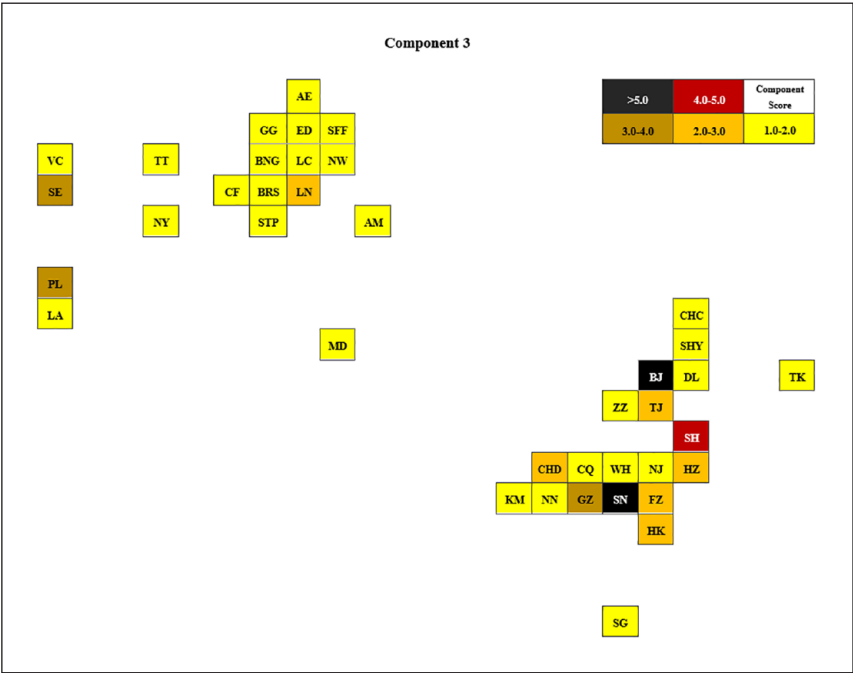 Component 3
AE
>5.0 4.0-5.0 Component Score
GG ED SFF
3.0-4.0 2.0-3.0 1.0-2.0
VC TT BNG LC NW
SE CF BRS LN
NY STP AM
PL
LA
CHC
MD SHY
BJ DL TK
ZZ TJ
SH
CHD CQ WH NJ HZ
KM NN GZ SN FZ
HK
SG